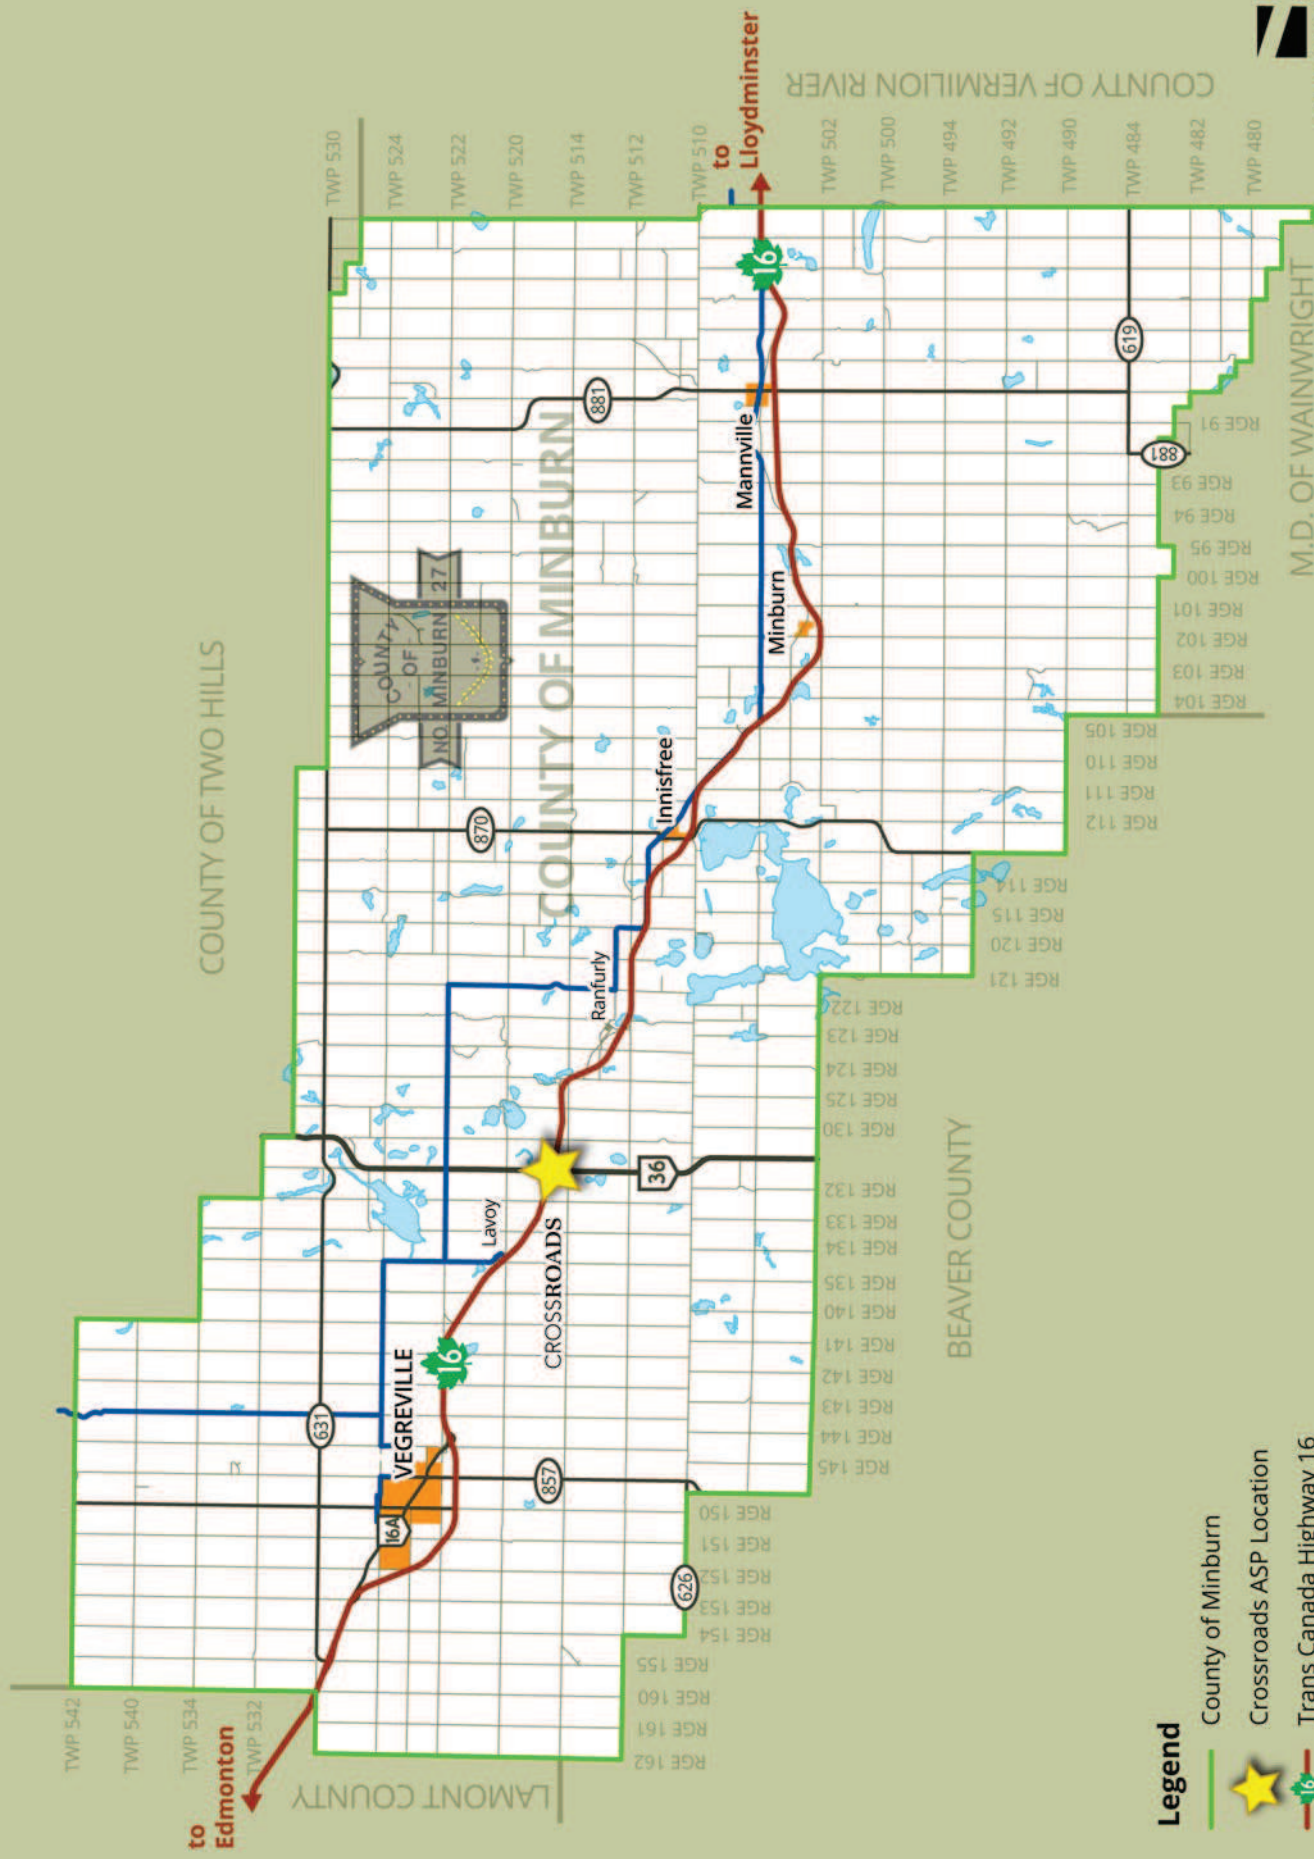 COUNTY OF TWO HILLS
COUNTY OF VERMILION RIVER
M.D. OF WAINWRIGHT
BEAVER COUNTY
LAMONT COUNTY
COUNTY OF MINBURN
COUNTY
OF
MINBURN
NO.
27
to
Edmonton
to
Lloydminster
VEGREVILLE
Lavoy
CROSSROADS
Ranfurly
Innisfree
Minburn
Mannville
16
16
16A
631
857
626
36
870
881
881
619
TWP 542
TWP 540
TWP 534
TWP 532
TWP 530
TWP 524
TWP 522
TWP 520
TWP 514
TWP 512
TWP 510
TWP 502
TWP 500
TWP 494
TWP 492
TWP 490
TWP 484
TWP 482
TWP 480
RGE 162
RGE 161
RGE 160
RGE 155
RGE 154
RGE 153
RGE 152
RGE 151
RGE 150
RGE 145
RGE 144
RGE 143
RGE 142
RGE 141
RGE 140
RGE 135
RGE 134
RGE 133
RGE 132
RGE 130
RGE 125
RGE 124
RGE 123
RGE 122
RGE 121
RGE 120
RGE 115
RGE 114
RGE 112
RGE 111
RGE 110
RGE 105
RGE 104
RGE 103
RGE 102
RGE 101
RGE 100
RGE 95
RGE 94
RGE 93
RGE 91
Legend
County of Minburn
Crossroads ASP Location
16
Trans Canada Highway 16